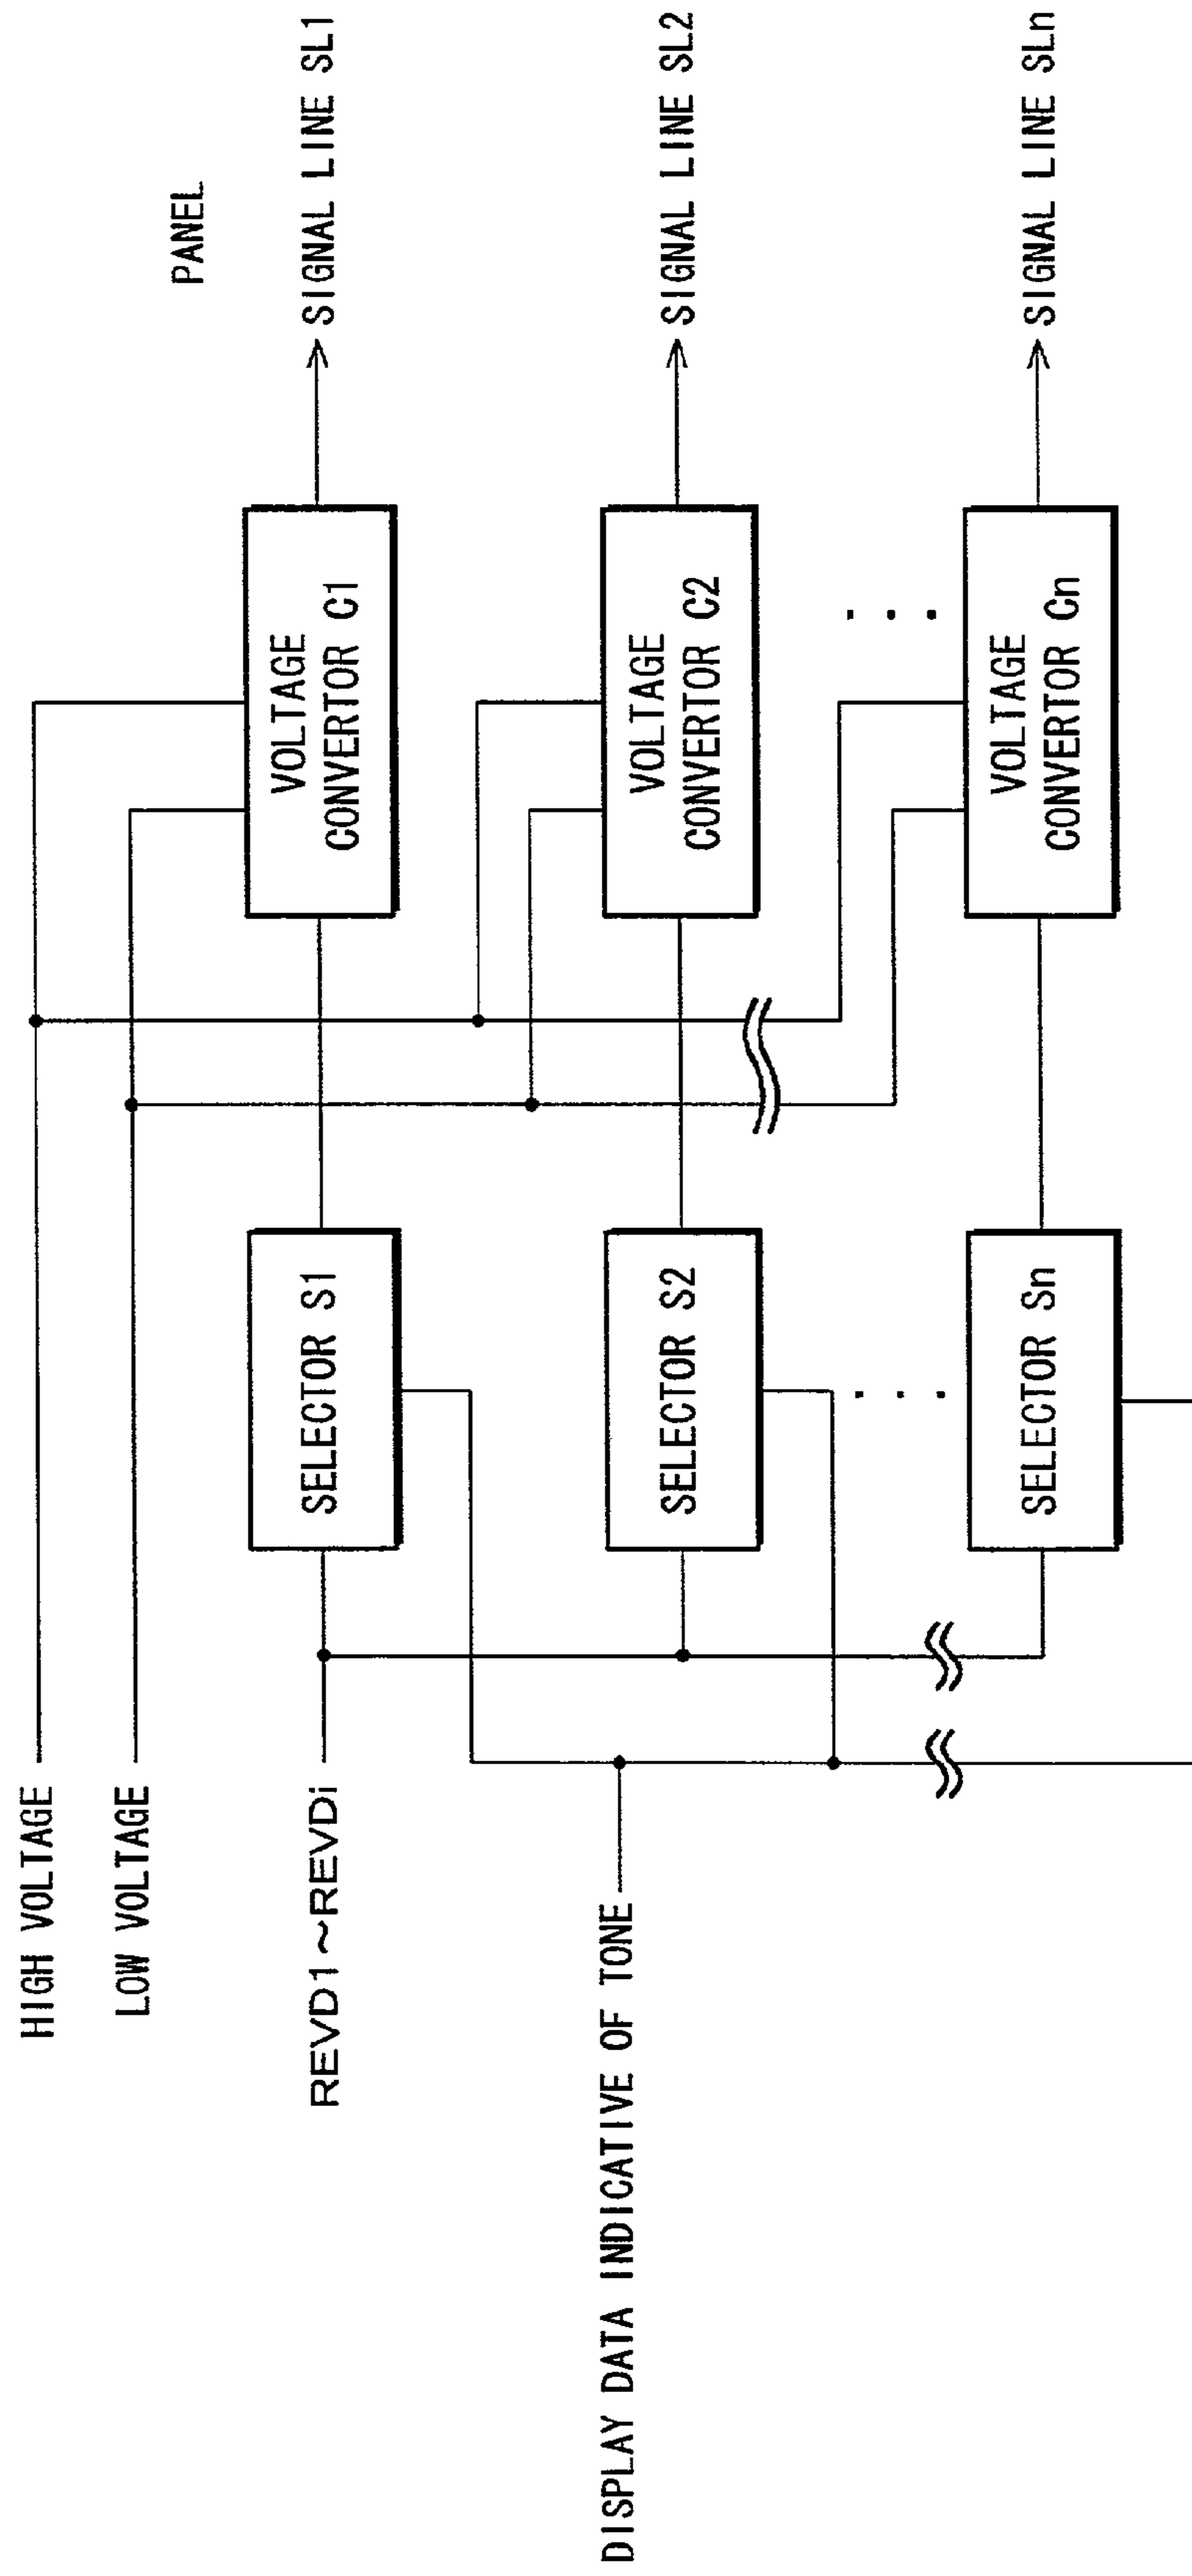 HIGH VOLTAGE
LOW VOLTAGE
PANEL
REVD1~REVDi
SELECTOR S1
VOLTAGE
CONVERTOR C1
SIGNAL LINE SL1
DISPLAY DATA INDICATIVE OF TONE
SELECTOR S2
VOLTAGE
CONVERTOR C2
SIGNAL LINE SL2
. . .
. . .
SELECTOR Sn
VOLTAGE
CONVERTOR Cn
SIGNAL LINE SLn